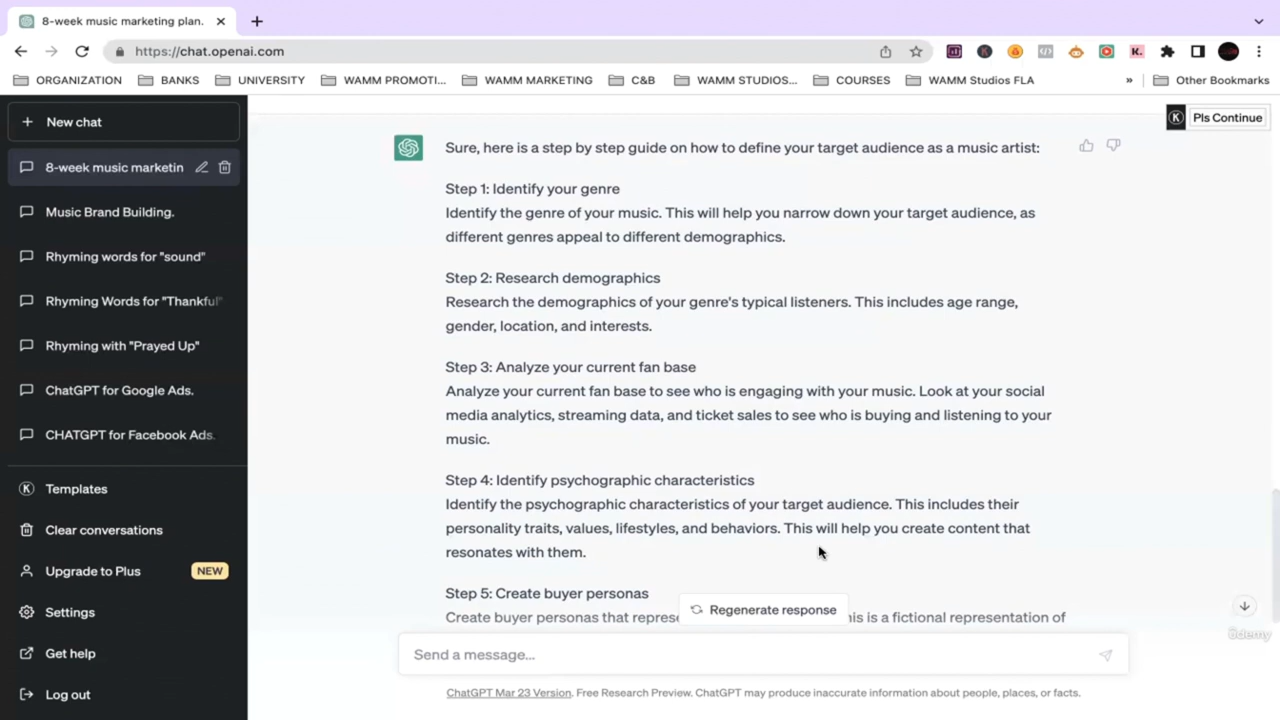 8-week music marketing plan.
https://chat.openai.com
ORGANIZATION BANKS UNIVERSITY WAMM PROMOTI... WAMM MARKETING C&B WAMM STUDIOS... COURSES WAMM Studios FLA » Other Bookmarks
New chat
8-week music marketin
Music Brand Building.
Rhyming words for "sound"
Rhyming Words for "Thankful"
Rhyming with "Prayed Up"
ChatGPT for Google Ads.
CHATGPT for Facebook Ads.
Templates
Clear conversations
Upgrade to Plus NEW
Settings
Get help
Log out
Pls Continue
Sure, here is a step by step guide on how to define your target audience as a music artist:
Step 1: Identify your genre
Identify the genre of your music. This will help you narrow down your target audience, as
different genres appeal to different demographics.
Step 2: Research demographics
Research the demographics of your genre's typical listeners. This includes age range,
gender, location, and interests.
Step 3: Analyze your current fan base
Analyze your current fan base to see who is engaging with your music. Look at your social
media analytics, streaming data, and ticket sales to see who is buying and listening to your
music.
Step 4: Identify psychographic characteristics
Identify the psychographic characteristics of your target audience. This includes their
personality traits, values, lifestyles, and behaviors. This will help you create content that
resonates with them.
Step 5: Create buyer personas
Create buyer personas that is a fictional representation of
Regenerate response
Send a message...
ChatGPT Mar 23 Version. Free Research Preview. ChatGPT may produce inaccurate information about people, places, or facts.
ûdemy